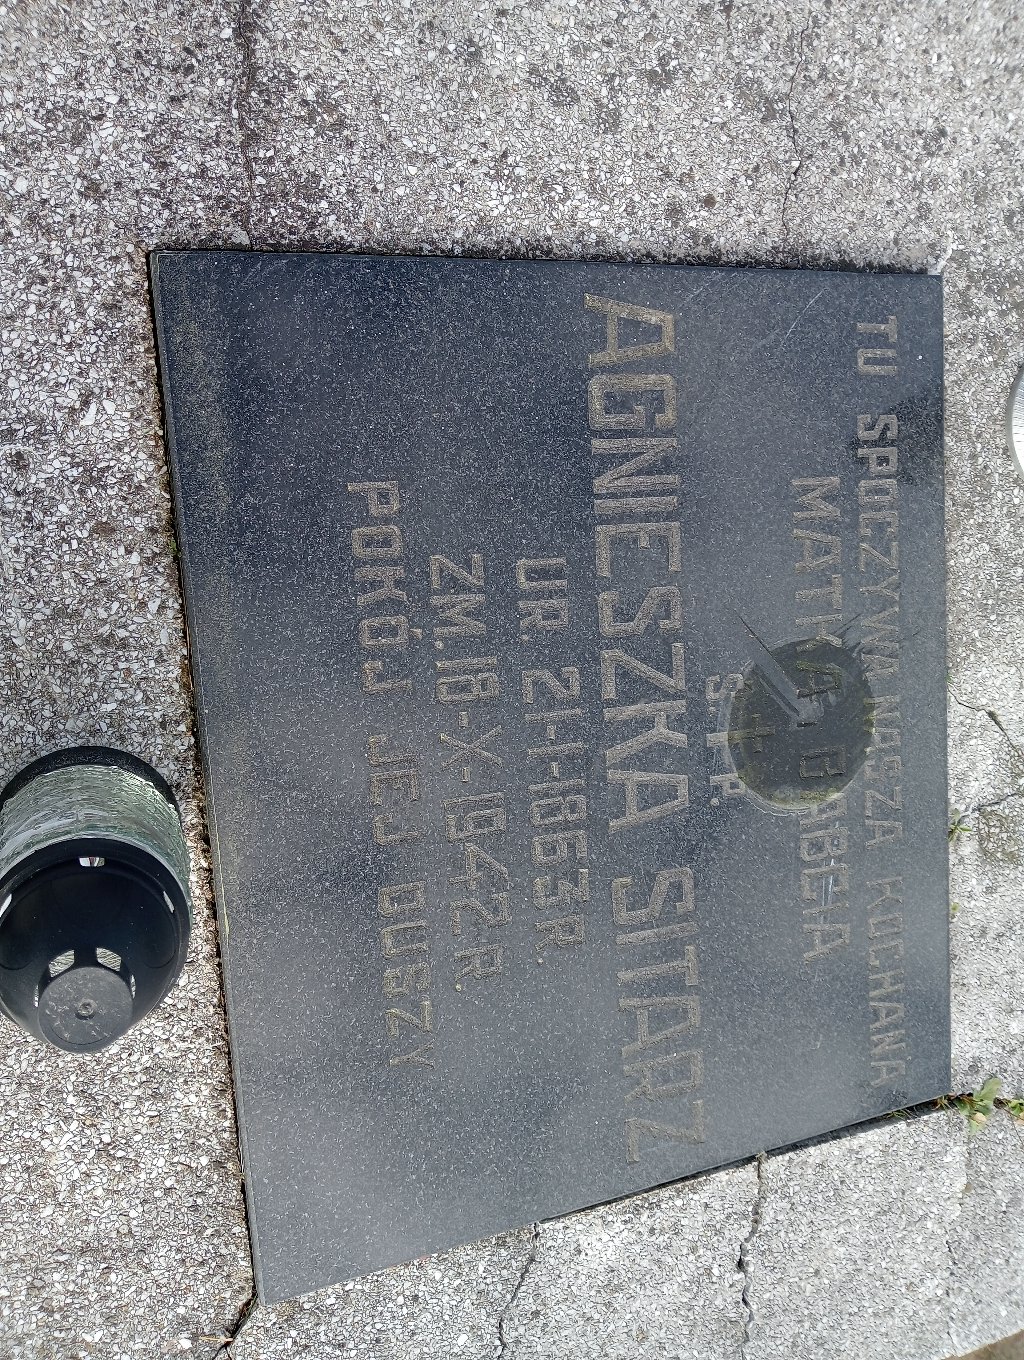 TU SPOCZYWA NASZA KOCHANA
MATKA I BABCIA
Ś.†P.
AGNIESZKA SITARZ
UR. 21-I-1863R.
ZM. 18-X-1942R.
POKÓJ JEJ DUSZY